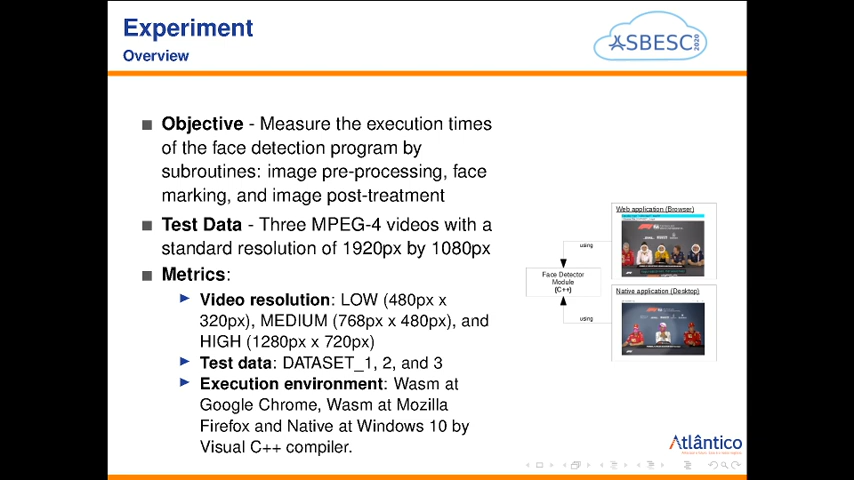 Experiment
Overview
ASBESC
2020
Objective - Measure the execution times
of the face detection program by
subroutines: image pre-processing, face
marking, and image post-treatment
Test Data - Three MPEG-4 videos with a
standard resolution of 1920px by 1080px
Metrics:
Video resolution: LOW (480px x
320px), MEDIUM (768px x 480px), and
HIGH (1280px x 720px)
Test data: DATASET_1, 2, and 3
Execution environment: Wasm at
Google Chrome, Wasm at Mozilla
Firefox and Native at Windows 10 by
Visual C++ compiler.
Web application (Browser)
using
Face Detector
Module
(C++)
Native application (Desktop)
using
Atlântico